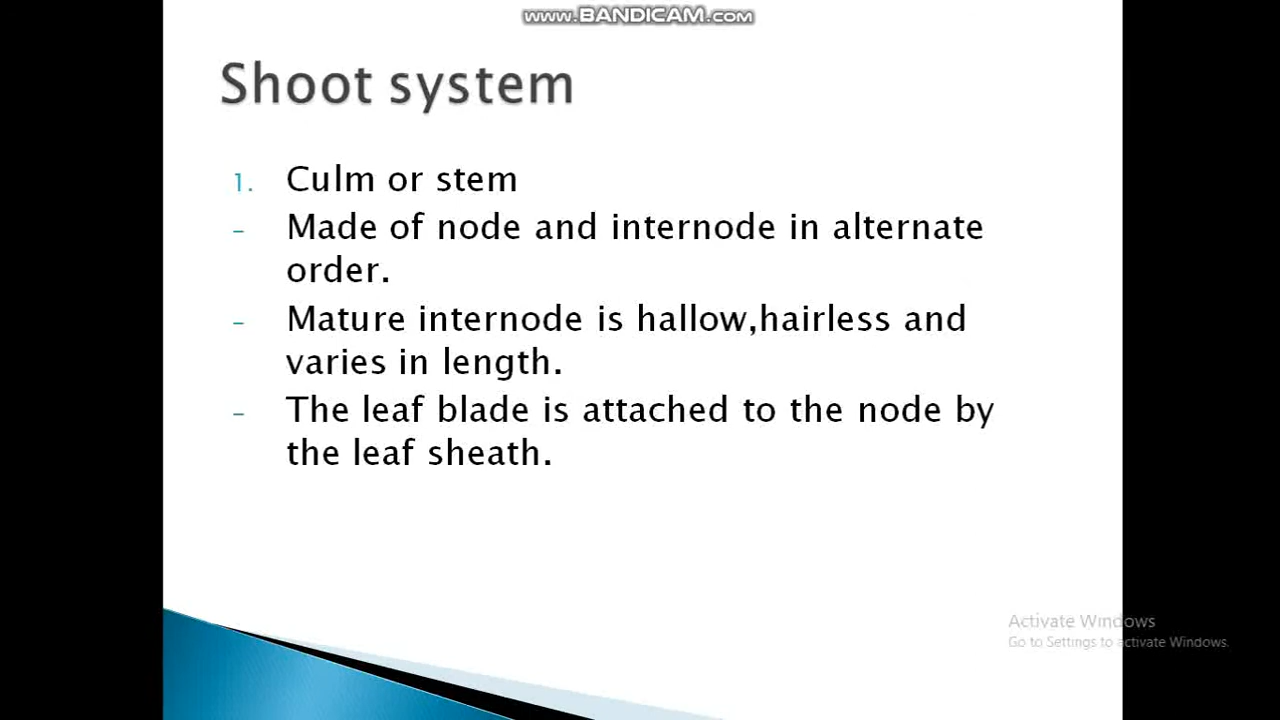 www.BANDICAM.com
Shoot system
1. Culm or stem
- Made of node and internode in alternate
order.
- Mature internode is hallow,hairless and
varies in length.
- The leaf blade is attached to the node by
the leaf sheath.
Activate Windows
Go to Settings to activate Windows.